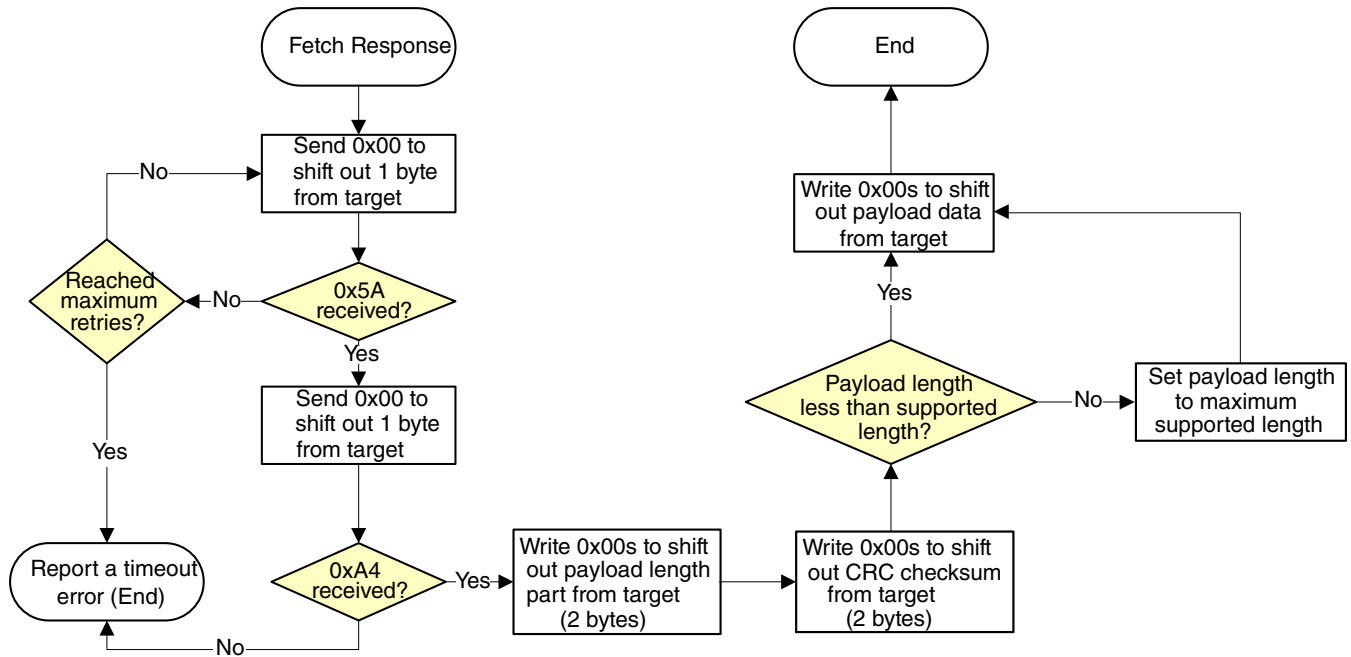 Fetch Response
Send 0x00 to
shift out 1 byte
from target
No
Reached
maximum
retries?
No
0x5A
received?
Yes
Send 0x00 to
shift out 1 byte
from target
Yes
Report a timeout
error (End)
0xA4
received?
No
Yes
Write 0x00s to shift
out payload length
part from target
(2 bytes)
Write 0x00s to shift
out CRC checksum
from target
(2 bytes)
Payload length
less than supported
length?
No
Set payload length
to maximum
supported length
Yes
Write 0x00s to shift
out payload data
from target
End